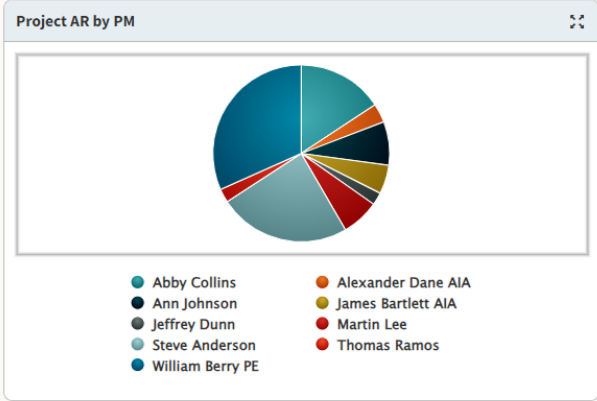 Project AR by PM
Abby Collins
Alexander Dane AIA
Ann Johnson
James Bartlett AIA
Jeffrey Dunn
Martin Lee
Steve Anderson
Thomas Ramos
William Berry PE